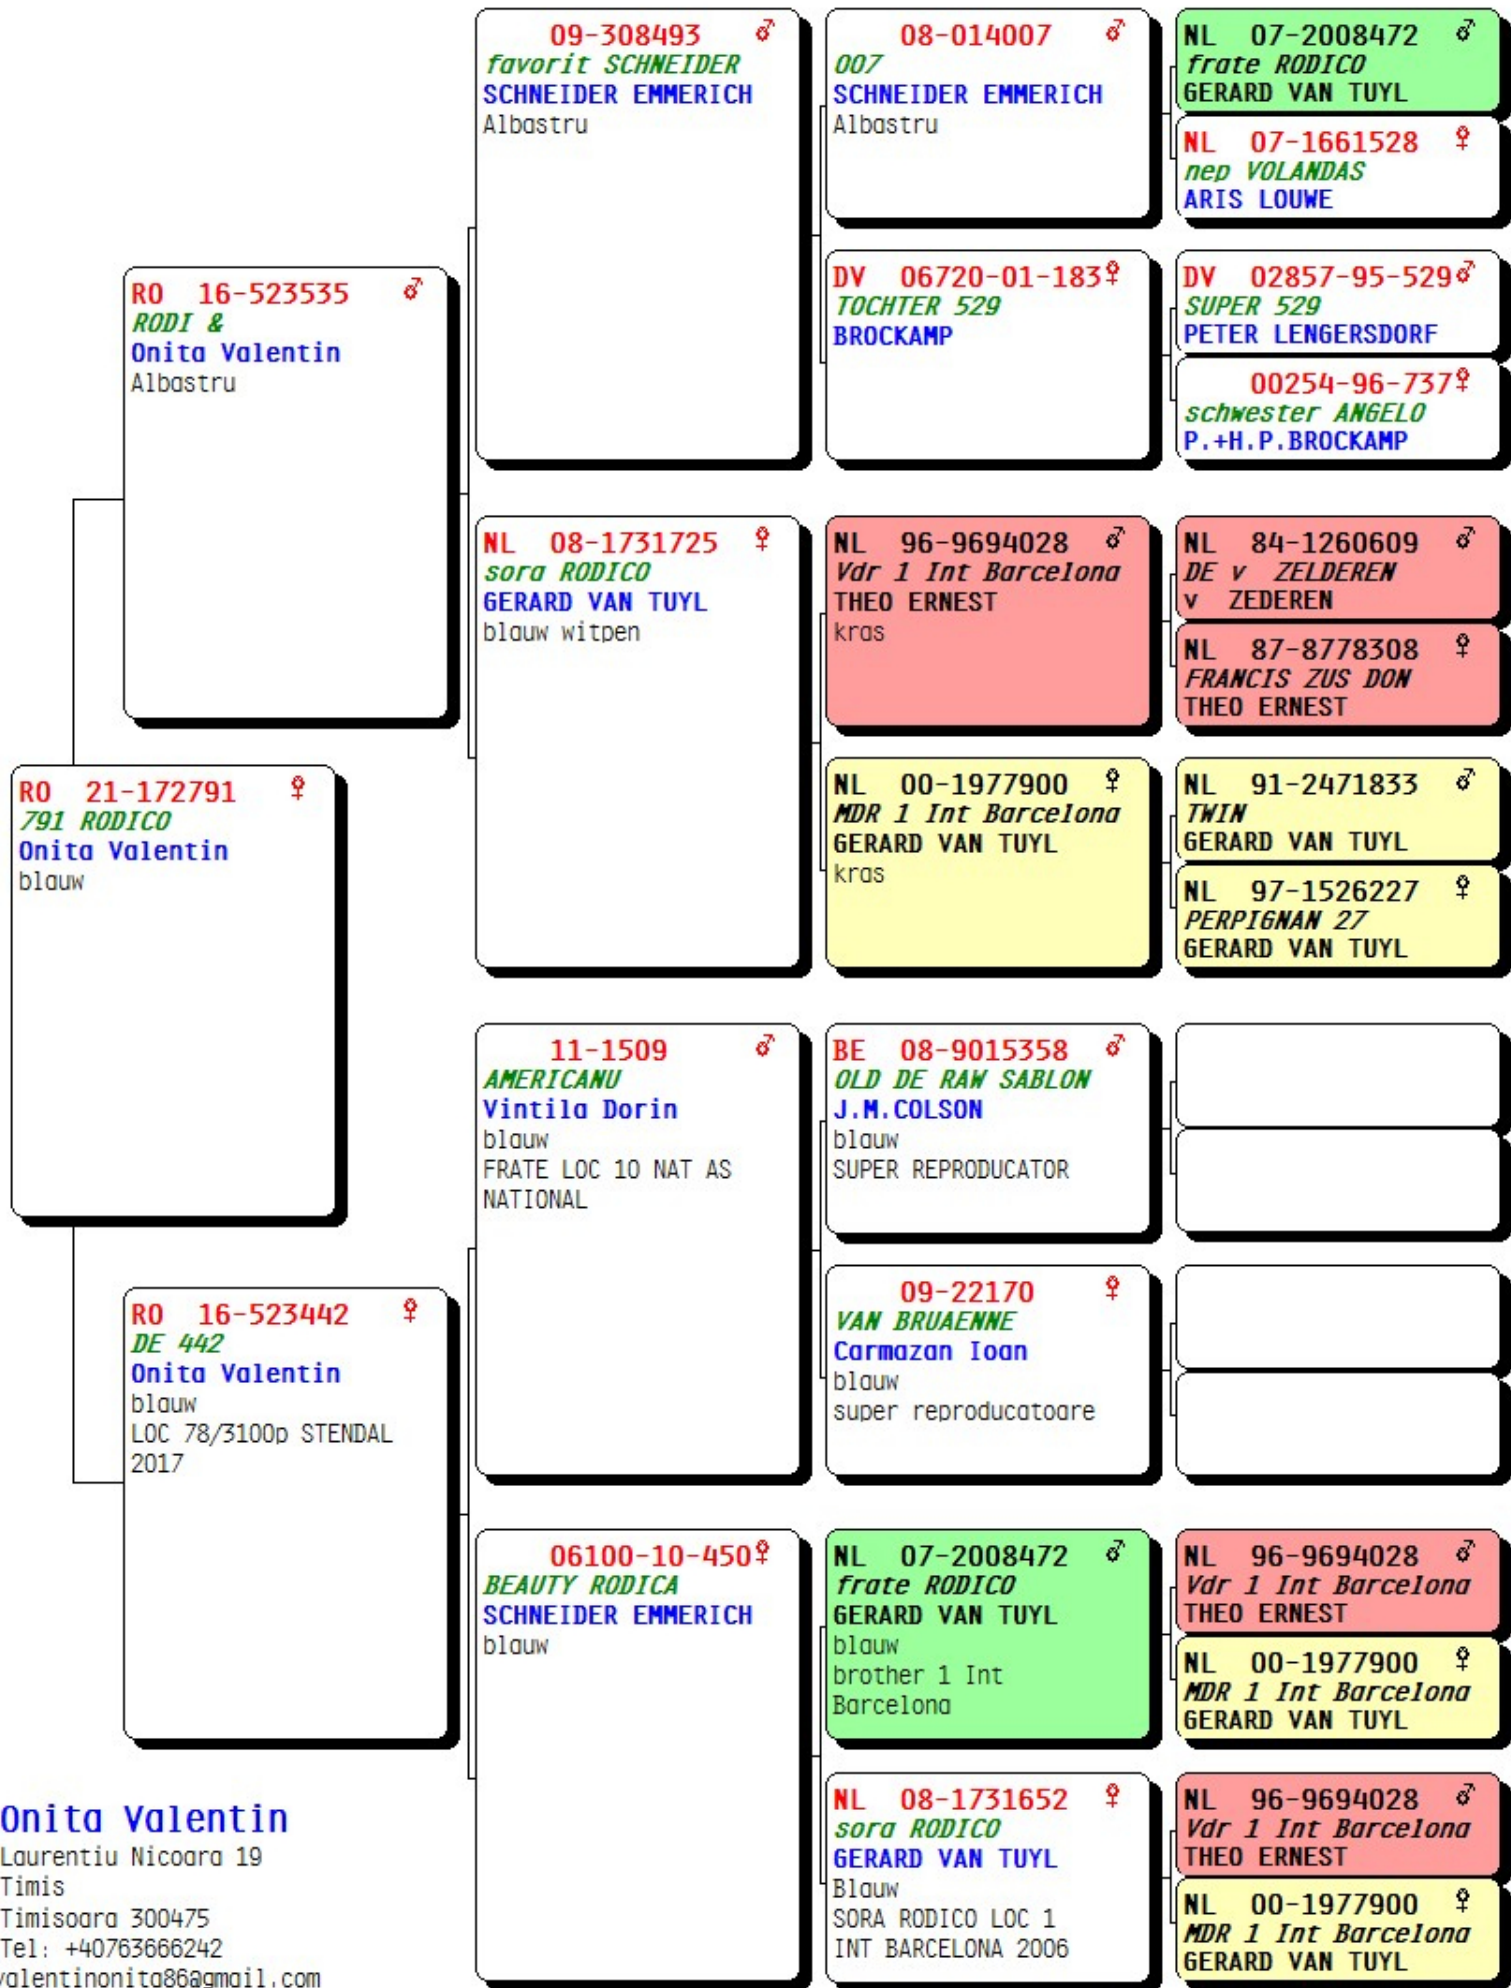 RO 21-172791 ♀
791 RODICO
Onita Valentin
blauw
RO 16-523535 ♂
RODI &
Onita Valentin
Albastru
RO 16-523442 ♀
DE 442
Onita Valentin
blauw
LOC 78/3100p STENDAL
2017
09-308493 ♂
favorit SCHNEIDER
SCHNEIDER EMMERICH
Albastru
NL 08-1731725 ♀
sora RODICO
GERARD VAN TUYL
blauw witpen
11-1509 ♂
AMERICANU
Vintila Dorin
blauw
FRATE LOC 10 NAT AS
NATIONAL
06100-10-450♀
BEAUTY RODICA
SCHNEIDER EMMERICH
blauw
08-014007 ♂
007
SCHNEIDER EMMERICH
Albastru
DV 06720-01-183♀
TOCHTER 529
BROCKAMP
NL 96-9694028 ♂
Vdr 1 Int Barcelona
THEO ERNEST
kras
NL 00-1977900 ♀
MDR 1 Int Barcelona
GERARD VAN TUYL
kras
BE 08-9015358 ♂
OLD DE RAW SABLON
J.M.COLSON
blauw
SUPER REPRODUCATOR
09-22170 ♀
VAN BRUAENNE
Carmazan Ioan
blauw
super reproducatoare
NL 07-2008472 ♂
frate RODICO
GERARD VAN TUYL
blauw
brother 1 Int
Barcelona
NL 08-1731652 ♀
sora RODICO
GERARD VAN TUYL
Blauw
SORA RODICO LOC 1
INT BARCELONA 2006
NL 07-2008472 ♂
frate RODICO
GERARD VAN TUYL
NL 07-1661528 ♀
nep VOLANDAS
ARIS LOUWE
DV 02857-95-529♂
SUPER 529
PETER LENGERSDORF
00254-96-737♀
schwester ANGELO
P.+H.P.BROCKAMP
NL 84-1260609 ♂
DE v ZELDEREN
v ZEDEREN
NL 87-8778308 ♀
FRANCIS ZUS DON
THEO ERNEST
NL 91-2471833 ♂
TWIN
GERARD VAN TUYL
NL 97-1526227 ♀
PERPIGNAN 27
GERARD VAN TUYL
NL 96-9694028 ♂
Vdr 1 Int Barcelona
THEO ERNEST
NL 00-1977900 ♀
MDR 1 Int Barcelona
GERARD VAN TUYL
NL 96-9694028 ♂
Vdr 1 Int Barcelona
THEO ERNEST
NL 00-1977900 ♀
MDR 1 Int Barcelona
GERARD VAN TUYL
Onita Valentin
Laurentiu Nicoara 19
Timis
Timisoara 300475
Tel: +40763666242
valentinonita86@gmail.com